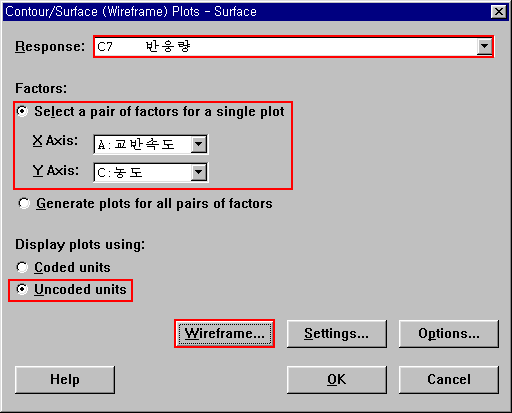 Contour/Surface (Wireframe) Plots - Surface
Response: C7 반응량
Factors:
Select a pair of factors for a single plot
X Axis: A:교반속도
Y Axis: C:농도
Generate plots for all pairs of factors
Display plots using:
Coded units
Uncoded units
Wireframe... Settings... Options...
Help OK Cancel